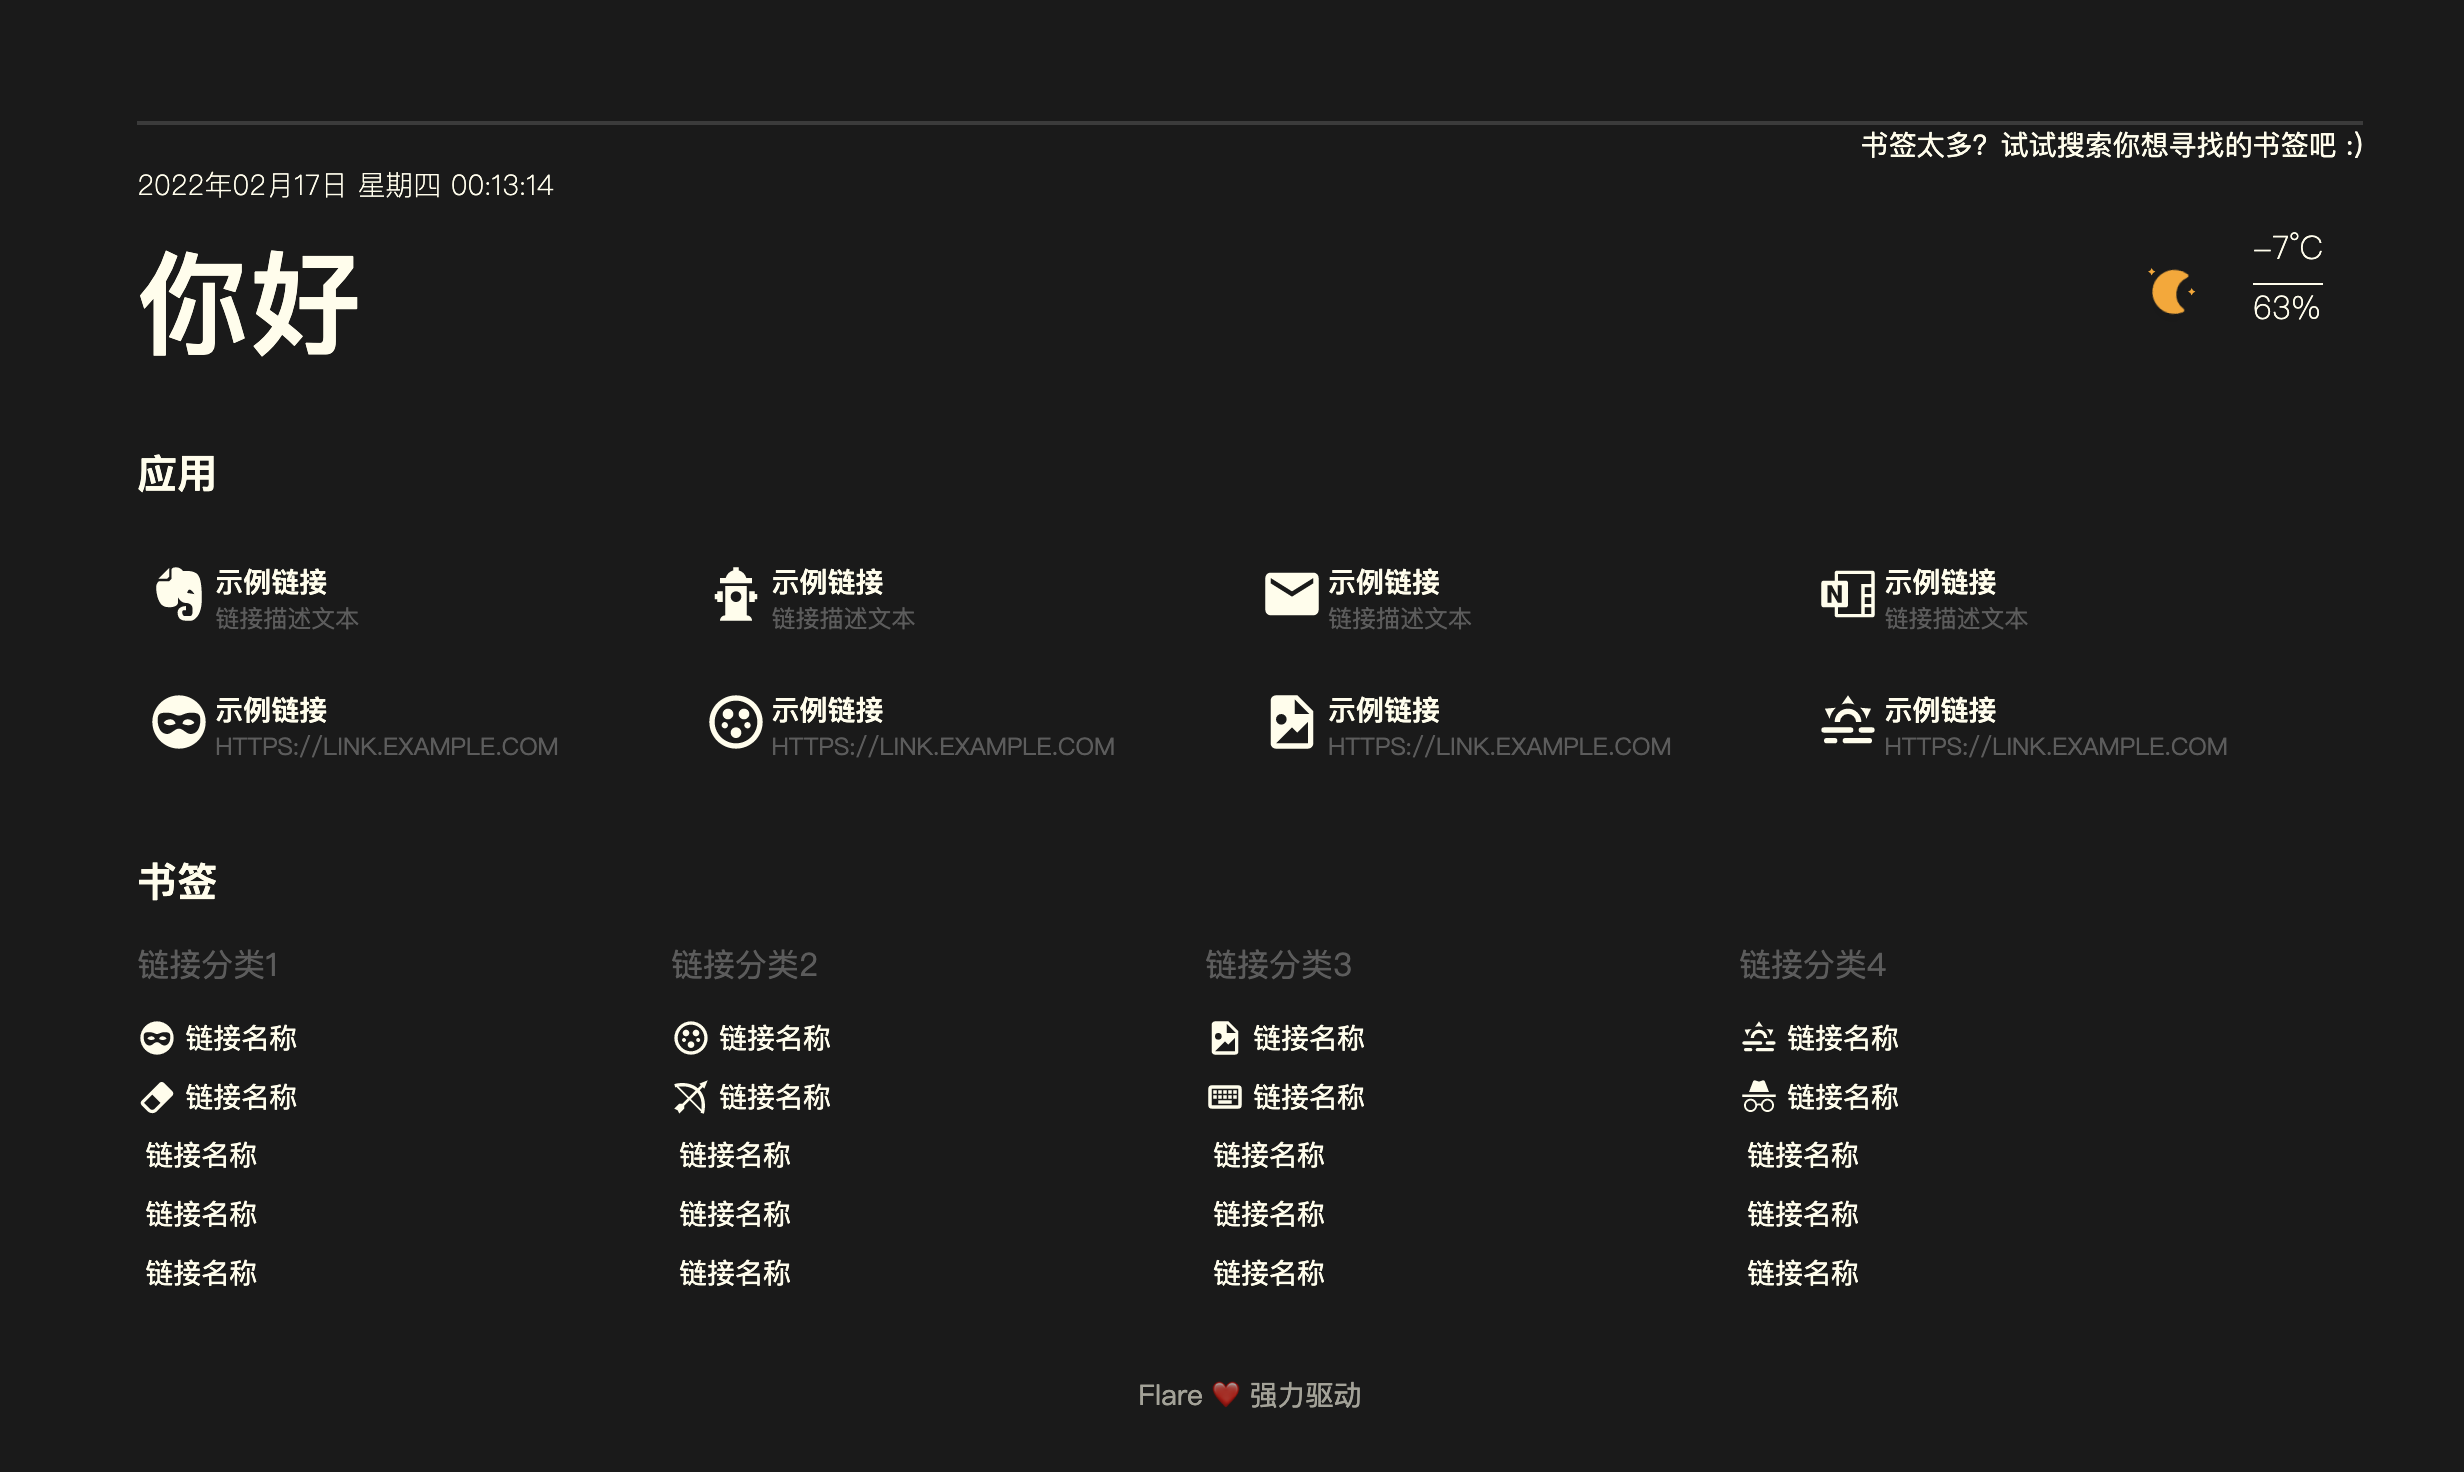 书签太多？试试搜索你想寻找的书签吧 :)
2022年02月17日 星期四 00:13:14
你好
-7°C
63%
应用
示例链接 示例链接 示例链接 示例链接
链接描述文本 链接描述文本 链接描述文本 链接描述文本
示例链接 示例链接 示例链接 示例链接
HTTPS://LINK.EXAMPLE.COM HTTPS://LINK.EXAMPLE.COM HTTPS://LINK.EXAMPLE.COM HTTPS://LINK.EXAMPLE.COM
书签
链接分类1 链接分类2 链接分类3 链接分类4
链接名称 链接名称 链接名称 链接名称
链接名称 链接名称 链接名称 链接名称
链接名称 链接名称 链接名称 链接名称
链接名称 链接名称 链接名称 链接名称
链接名称 链接名称 链接名称 链接名称
Flare ❤️ 强力驱动